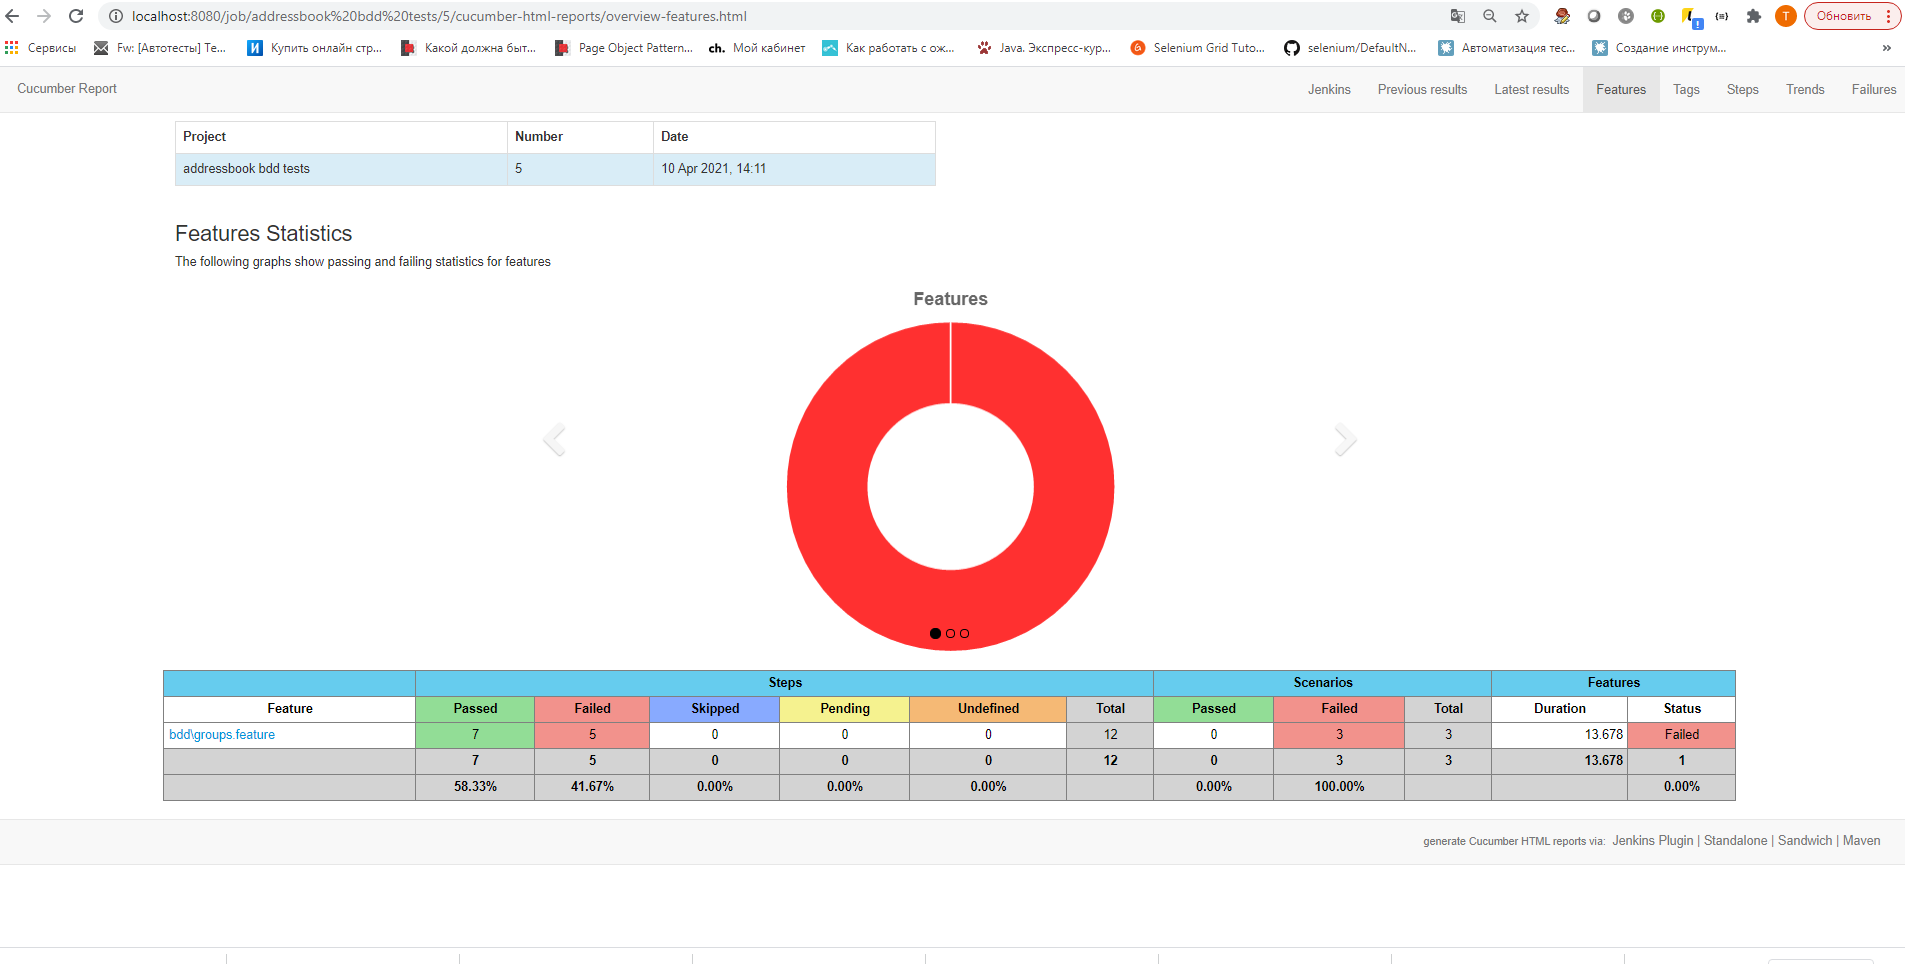 localhost:8080/job/addressbook%20bdd%20tests/5/cucumber-html-reports/overview-features.html T Обновить
Сервисы Fw: [Автотесты] Те... Купить онлайн стр... Какой должна быт... Page Object Pattern... ch. Мой кабинет Как работать с ож... Java. Экспресс-кур... Selenium Grid Tuto... selenium/DefaultN... Автоматизация тес... Создание инструм... »
Cucumber Report Jenkins Previous results Latest results Features Tags Steps Trends Failures
Project Number Date
addressbook bdd tests 5 10 Apr 2021, 14:11
Features Statistics
The following graphs show passing and failing statistics for features
Features
Steps Scenarios Features
Feature Passed Failed Skipped Pending Undefined Total Passed Failed Total Duration Status
bdd\groups.feature 7 5 0 0 0 12 0 3 3 13.678 Failed
7 5 0 0 0 12 0 3 3 13.678 1
58.33% 41.67% 0.00% 0.00% 0.00% 0.00% 100.00% 0.00%
generate Cucumber HTML reports via: Jenkins Plugin | Standalone | Sandwich | Maven